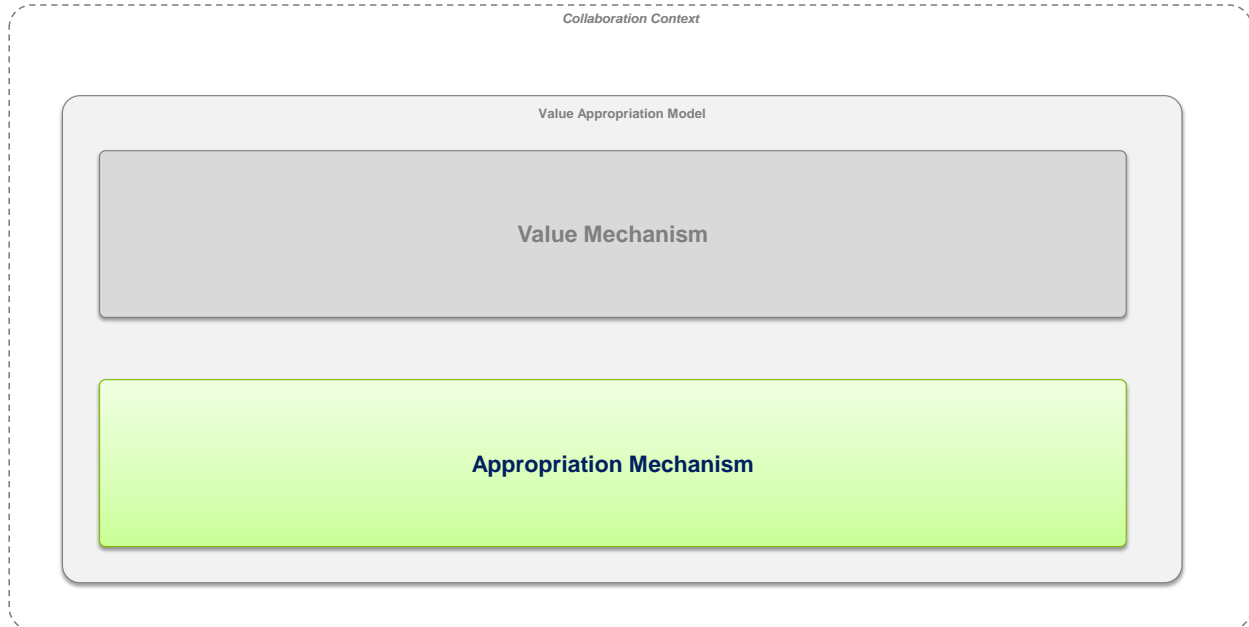 Collaboration Context
Value Appropriation Model
Value Mechanism
Appropriation Mechanism